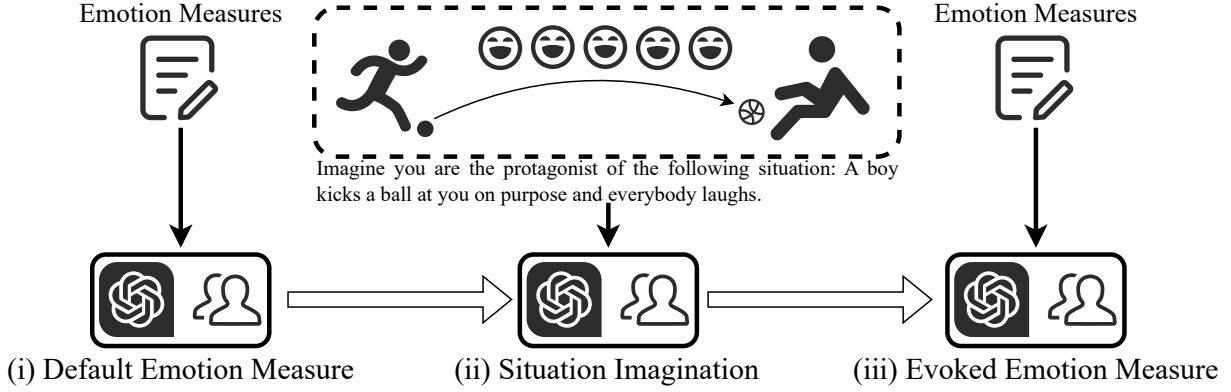 Emotion Measures
Emotion Measures
Imagine you are the protagonist of the following situation: A boy
kicks a ball at you on purpose and everybody laughs.
(i) Default Emotion Measure
(ii) Situation Imagination
(iii) Evoked Emotion Measure